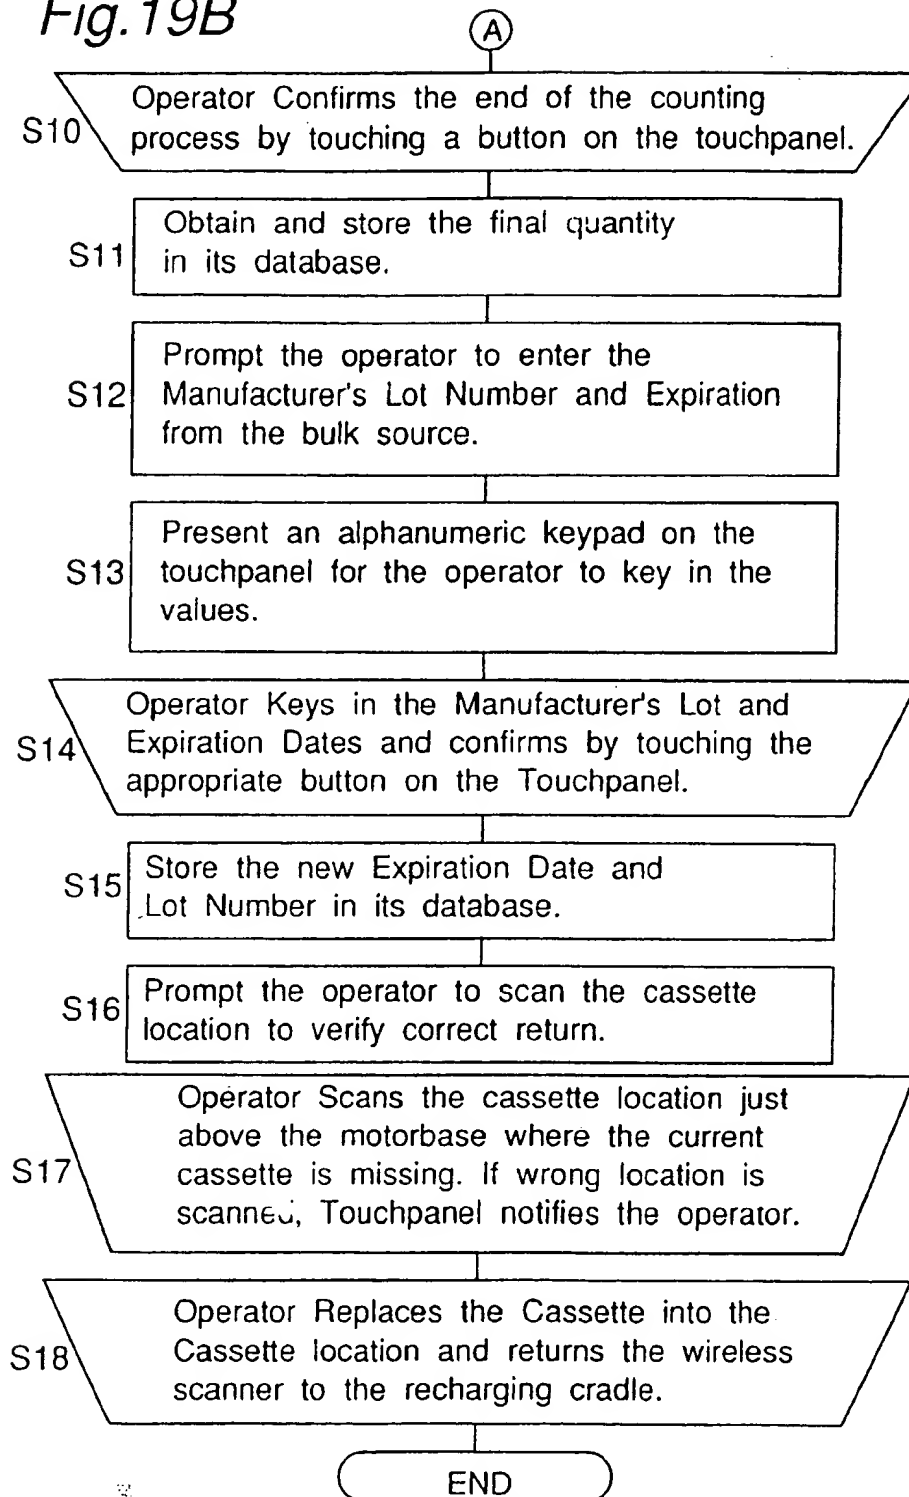 Fig. 19B
A
S10
Operator Confirms the end of the counting
process by touching a button on the touchpanel.
S11
Obtain and store the final quantity
in its database.
S12
Prompt the operator to enter the
Manufacturer's Lot Number and Expiration
from the bulk source.
S13
Present an alphanumeric keypad on the
touchpanel for the operator to key in the
values.
S14
Operator Keys in the Manufacturer's Lot and
Expiration Dates and confirms by touching the
appropriate button on the Touchpanel.
S15
Store the new Expiration Date and
Lot Number in its database.
S16
Prompt the operator to scan the cassette
location to verify correct return.
S17
Operator Scans the cassette location just
above the motorbase where the current
cassette is missing. If wrong location is
scanned, Touchpanel notifies the operator.
S18
Operator Replaces the Cassette into the
Cassette location and returns the wireless
scanner to the recharging cradle.
END